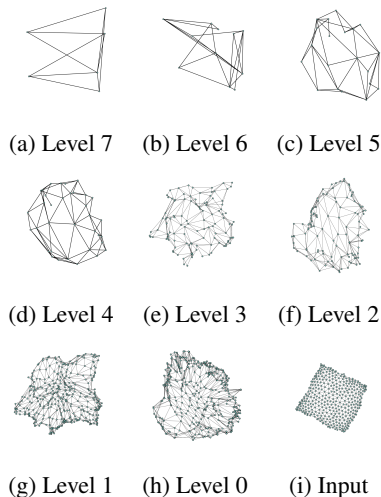 (a) Level 7 (b) Level 6 (c) Level 5
(d) Level 4 (e) Level 3 (f) Level 2
(g) Level 1 (h) Level 0 (i) Input